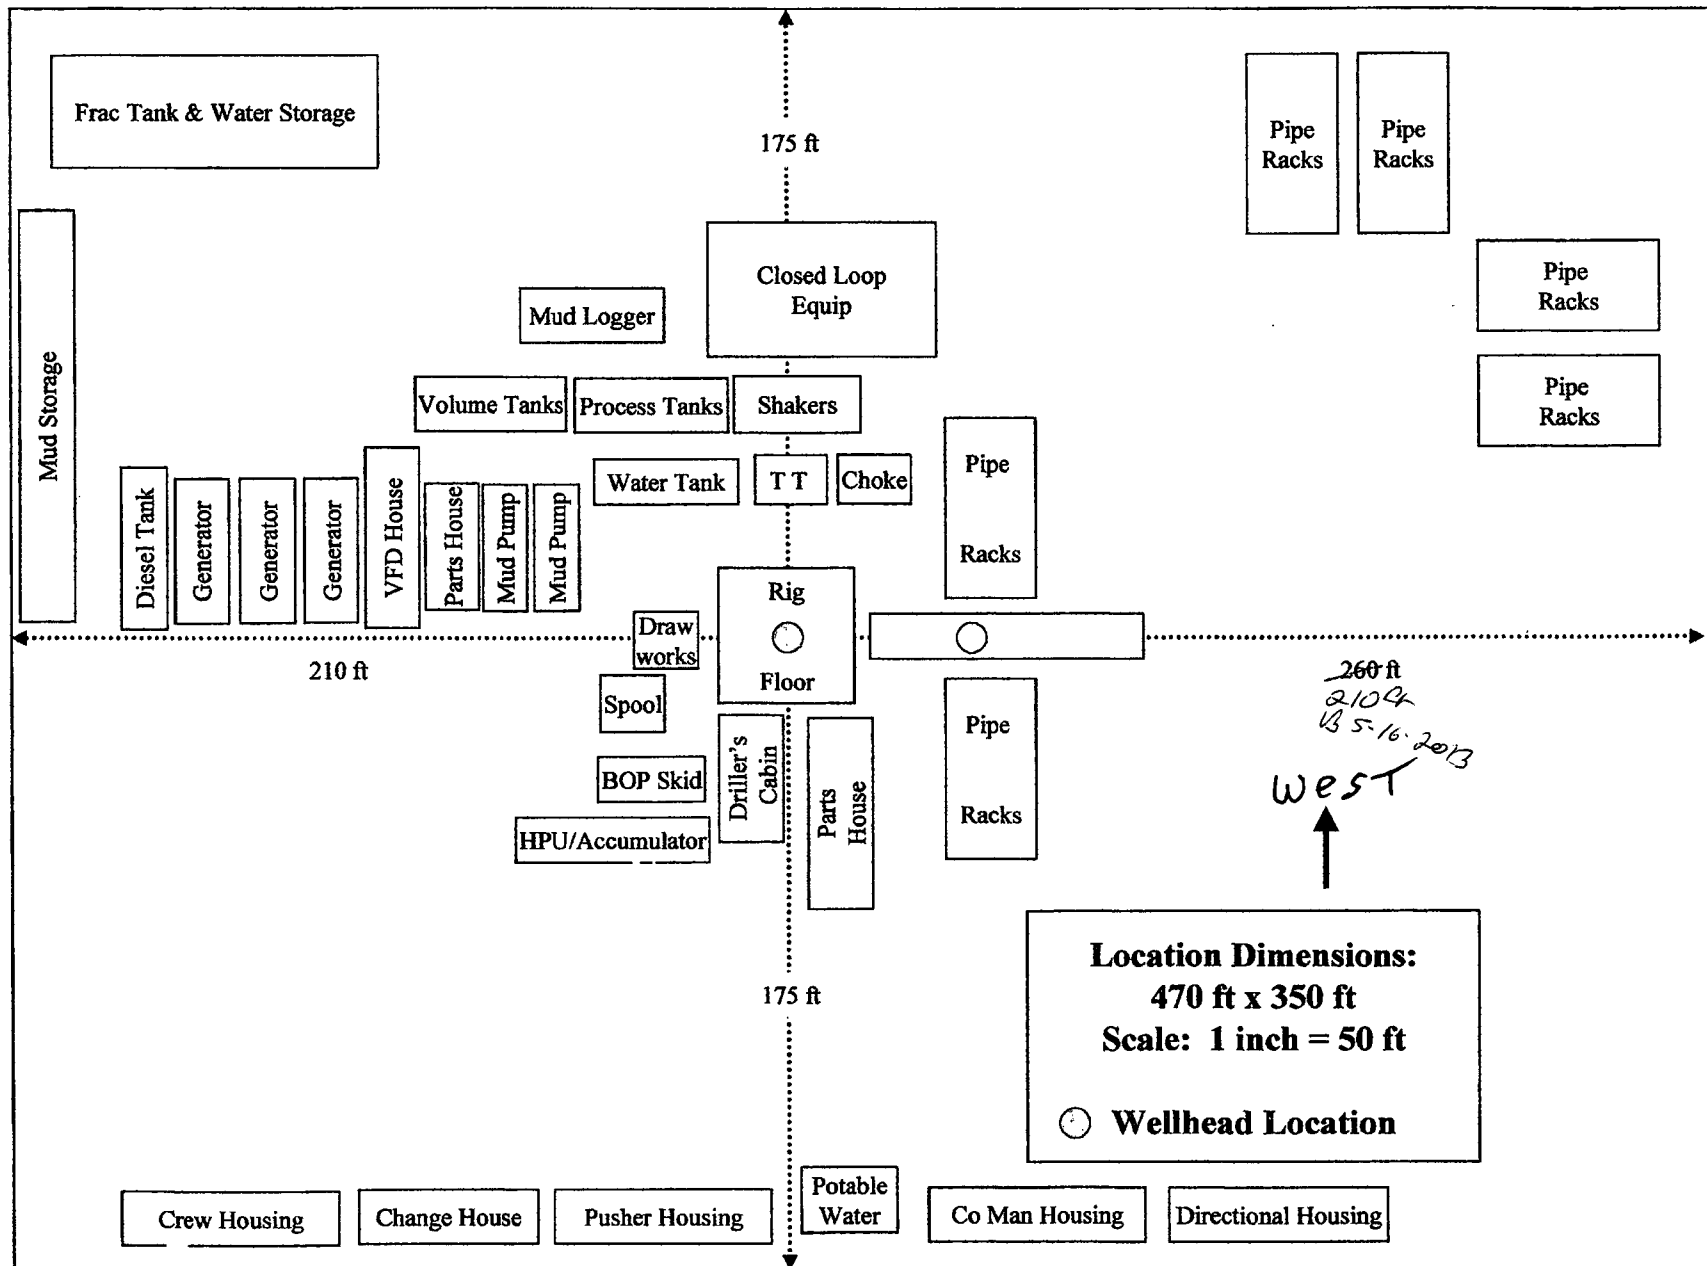 Frac Tank & Water Storage
175 ft
Pipe
Racks
Pipe
Racks
Closed Loop
Equip
Pipe
Racks
Mud Logger
Mud Storage
Volume Tanks
Process Tanks
Shakers
Pipe
Racks
Water Tank
T T
Choke
Pipe
Racks
Diesel Tank
Generator
Generator
Generator
VFD House
Parts House
Mud Pump
Mud Pump
Rig
Floor
Draw
works
210 ft
260 ft
210
5-16-2013
West
Spool
BOP Skid
HPU/Accumulator
Driller's
Cabin
Parts
House
Pipe
Racks
Location Dimensions:
470 ft x 350 ft
Scale: 1 inch = 50 ft
Wellhead Location
175 ft
Crew Housing
Change House
Pusher Housing
Potable
Water
Co Man Housing
Directional Housing